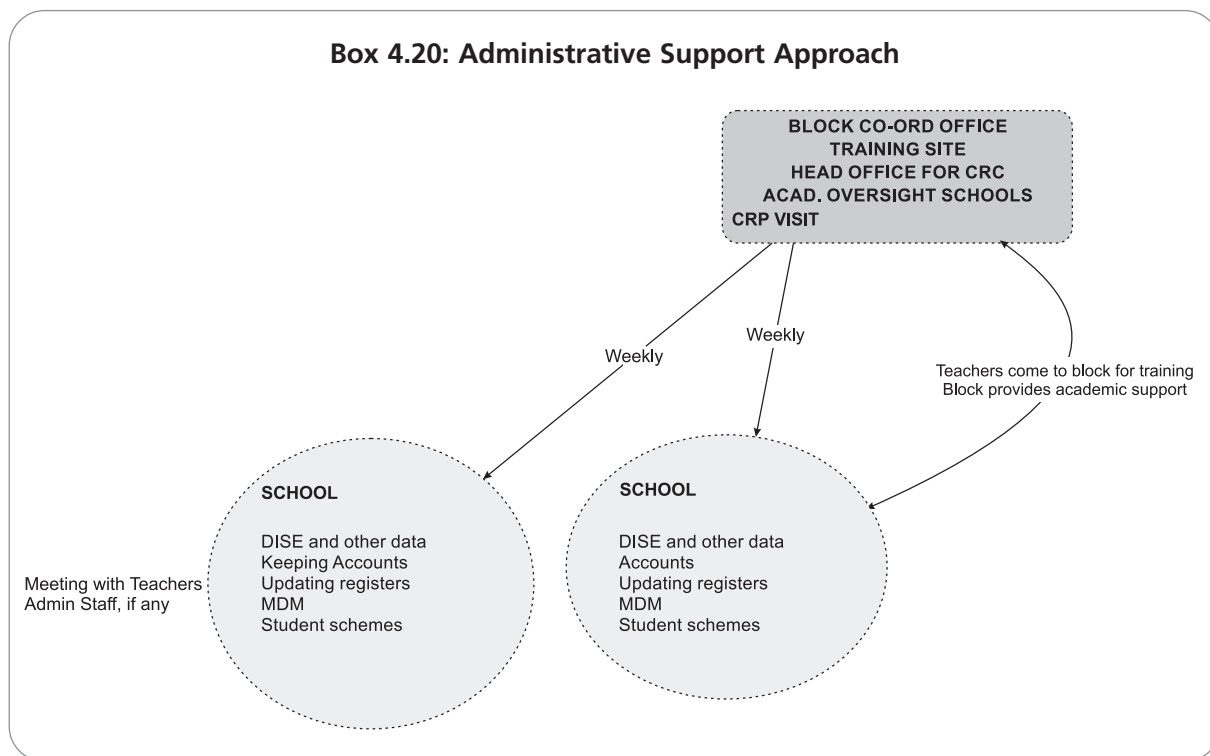 Box 4.20: Administrative Support Approach
BLOCK CO-ORD OFFICE
TRAINING SITE
HEAD OFFICE FOR CRC
ACAD. OVERSIGHT SCHOOLS
CRP VISIT
Weekly
Weekly
Teachers come to block for training
Block provides academic support
SCHOOL
DISE and other data
Keeping Accounts
Updating registers
MDM
Student schemes
SCHOOL
DISE and other data
Accounts
Updating registers
MDM
Student schemes
Meeting with Teachers
Admin Staff, if any